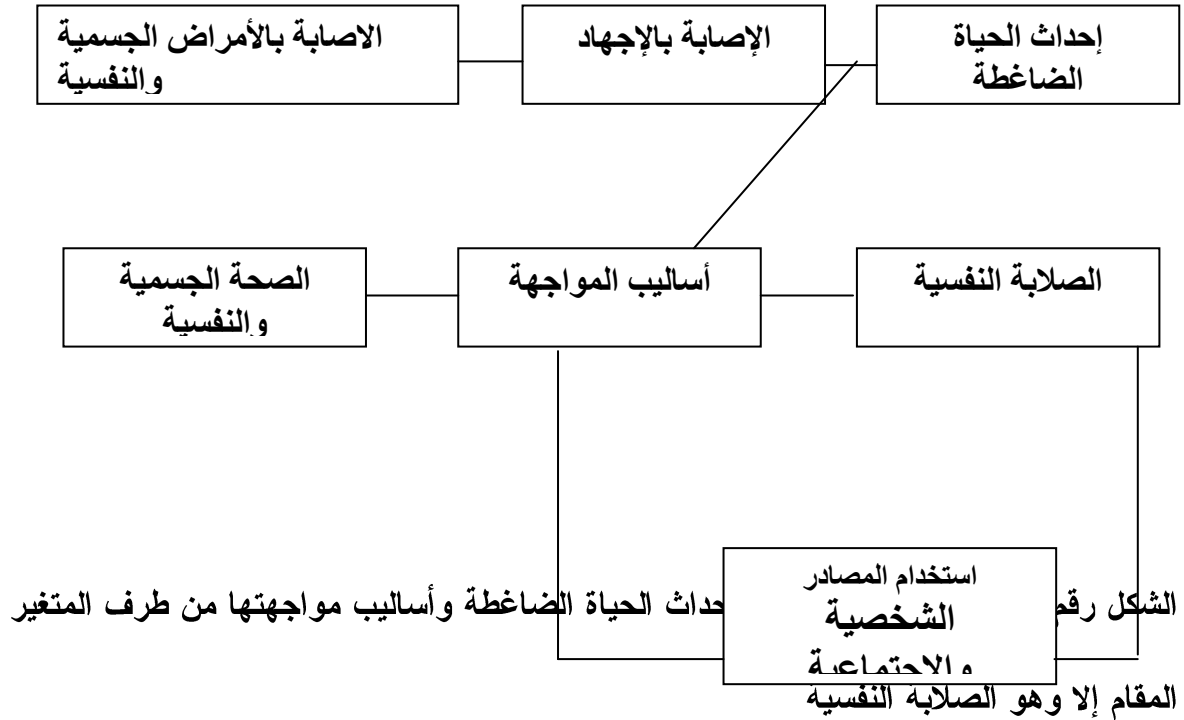 إحداث الحياة
الضاغطة
الإصابة بالإجهاد
الاصابة بالأمراض الجسمية
والنفسية
الصلابة النفسية
أساليب المواجهة
الصحة الجسمية
والنفسية
استخدام المصادر
الشخصية
والاجتماعية
الشكل رقم حداث الحياة الضاغطة وأساليب مواجهتها من طرف المتغير
المقام إلا وهو الصلابة النفسية